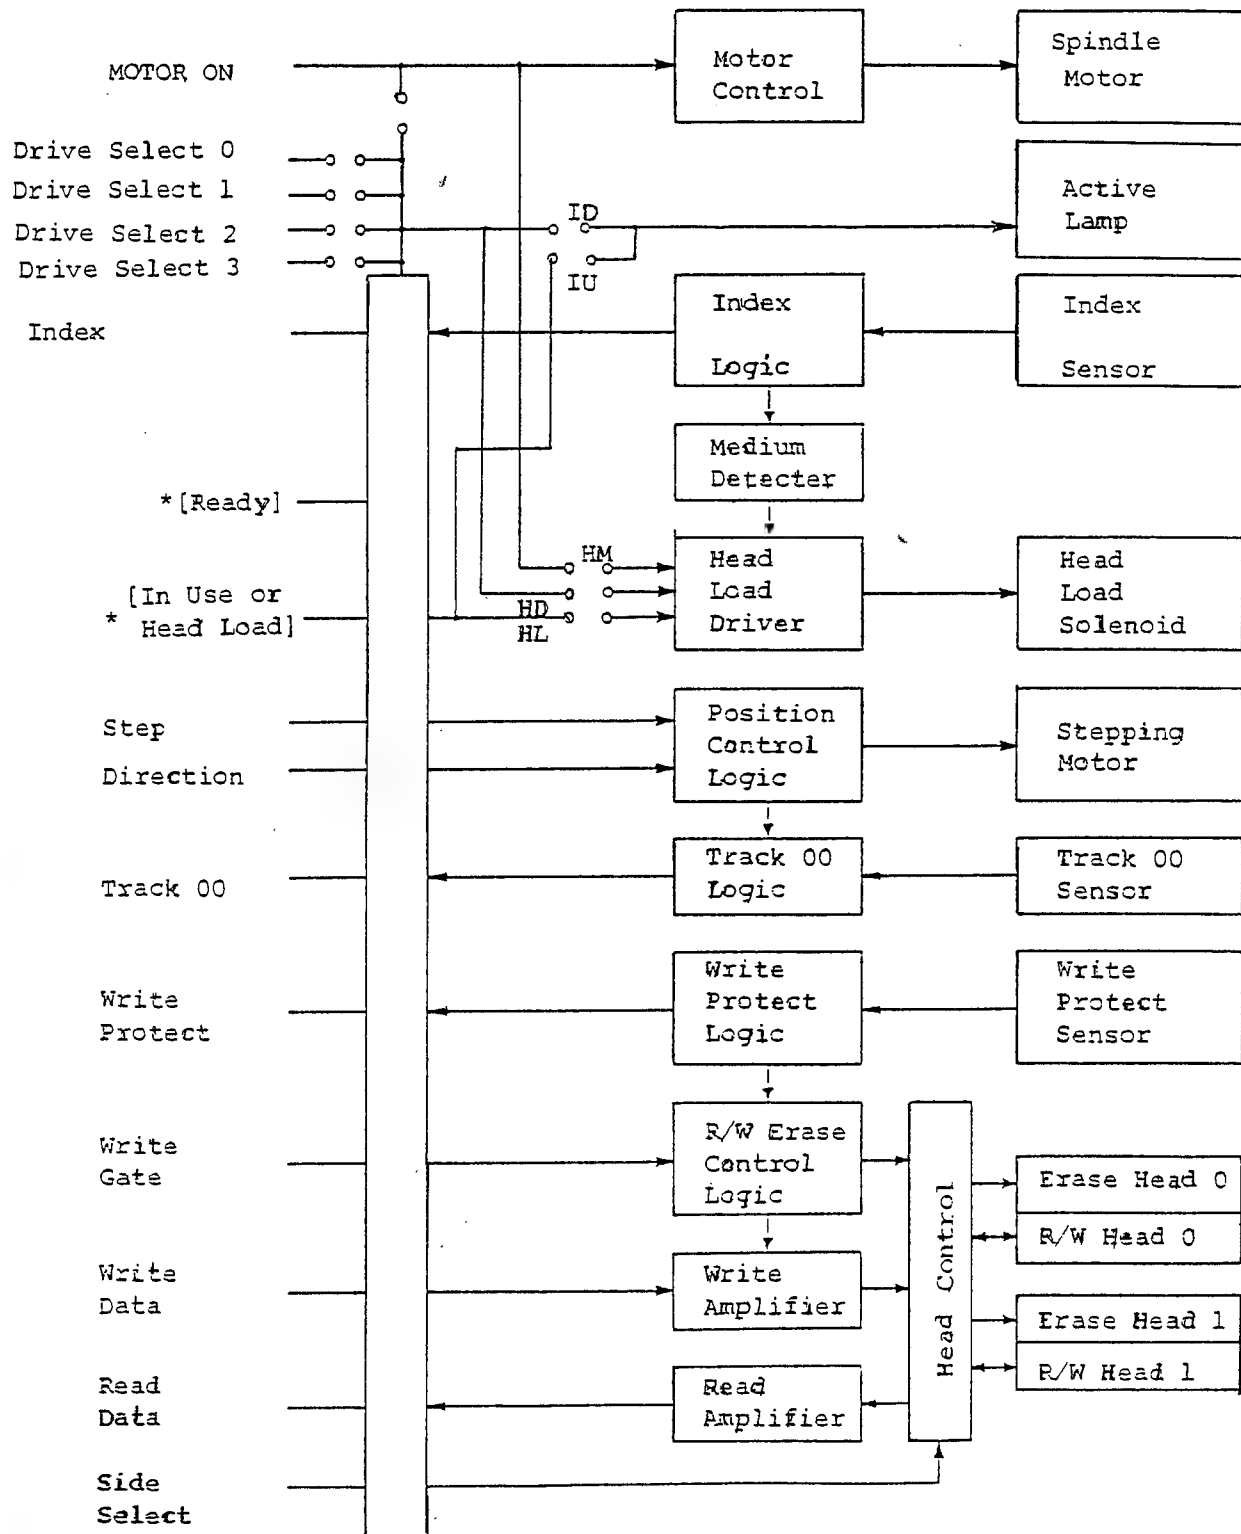 MOTOR ON
Motor
Control
Spindle
Motor
Drive Select 0
Drive Select 1
Drive Select 2
Drive Select 3
ID
IU
Active
Lamp
Index
Index
Logic
Index
Sensor
Medium
Detecter
*[Ready]
[In Use or
* Head Load]
HM
HD
HL
Head
Load
Driver
Head
Load
Solenoid
Step
Direction
Position
Control
Logic
Stepping
Motor
Track 00
Track 00
Logic
Track 00
Sensor
Write
Protect
Write
Protect
Logic
Write
Protect
Sensor
Write
Gate
R/W Erase
Control
Logic
Head Control
Erase Head 0
R/W Head 0
Write
Data
Write
Amplifier
Erase Head 1
R/W Head 1
Read
Data
Read
Amplifier
Side
Select